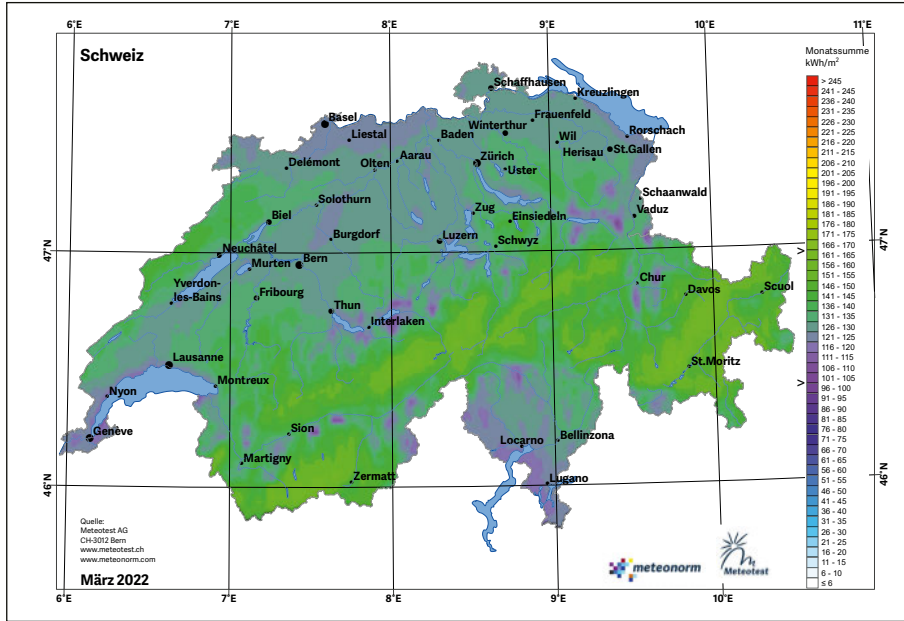 6°E 7°E 8°E 9°E 10°E 11°E
Schweiz
Monatssumme
kWh/m²
> 245
241 - 245
236 - 240
231 - 235
226 - 230
221 - 225
216 - 220
211 - 215
206 - 210
201 - 205
196 - 200
191 - 195
186 - 190
181 - 185
176 - 180
171 - 175
166 - 170
161 - 165
156 - 160
151 - 155
146 - 150
141 - 145
136 - 140
131 - 135
126 - 130
121 - 125
116 - 120
111 - 115
106 - 110
101 - 105
96 - 100
91 - 95
86 - 90
81 - 85
76 - 80
71 - 75
66 - 70
61 - 65
56 - 60
51 - 55
46 - 50
41 - 45
36 - 40
31 - 35
26 - 30
21 - 25
16 - 20
11 - 15
6 - 10
≤ 6
47°N
47°N
46°N
46°N
>
>
Schaffhausen
Kreuzlingen
Basel
Frauenfeld
Liestal
Baden
Winterthur
Wil
Rorschach
Delémont
Olten
Aarau
Zürich
Herisau
St.Gallen
Uster
Solothurn
Schaanwald
Biel
Zug
Einsiedeln
Vaduz
Neuchâtel
Burgdorf
Luzern
Schwyz
Murten
Bern
Yverdon-
les-Bains
Fribourg
Thun
Interlaken
Chur
Davos
Scuol
Lausanne
Montreux
St.Moritz
Nyon
Genève
Sion
Martigny
Zermatt
Locarno
Bellinzona
Lugano
Quelle:
Meteotest AG
CH-3012 Bern
www.meteotest.ch
www.meteonorm.com
März 2022
meteonorm
Meteotest
6°E 7°E 8°E 9°E 10°E